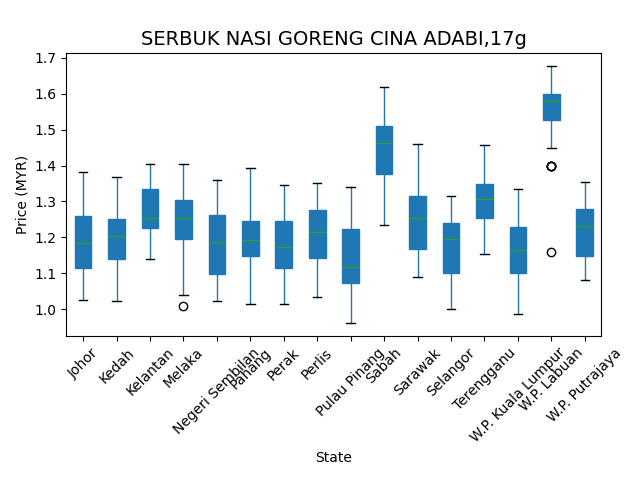 SERBUK NASI GORENG CINA ADABI,17g
Price (MYR)
1.7
1.6
1.5
1.4
1.3
1.2
1.1
1.0
Johor
Kedah
Kelantan
Melaka
Negeri Sembilan
Pahang
Perak
Perlis
Pulau Pinang
Sabah
Sarawak
Selangor
Terengganu
W.P. Kuala Lumpur
W.P. Labuan
W.P. Putrajaya
State